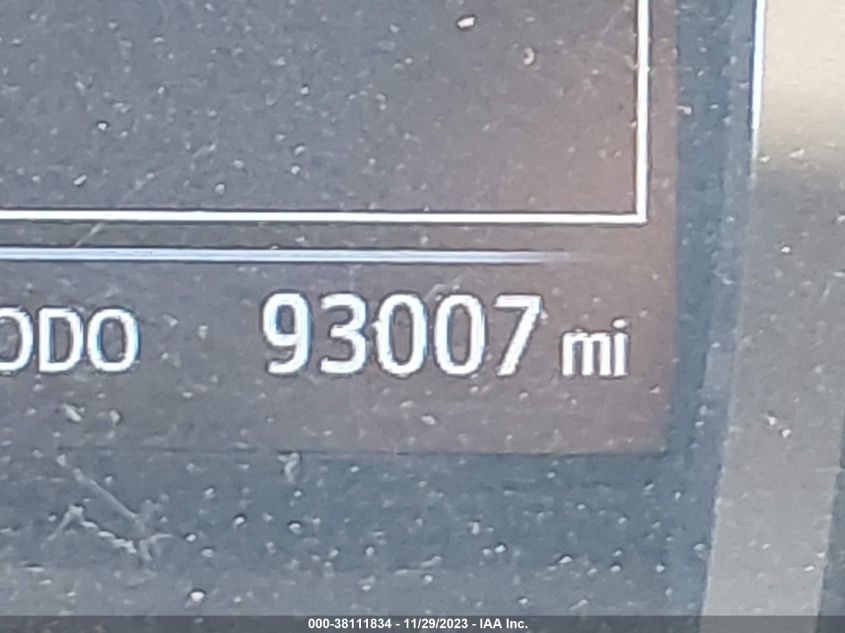 ODO 93007 mi
000-38111834 - 11/29/2023 - IAA Inc.